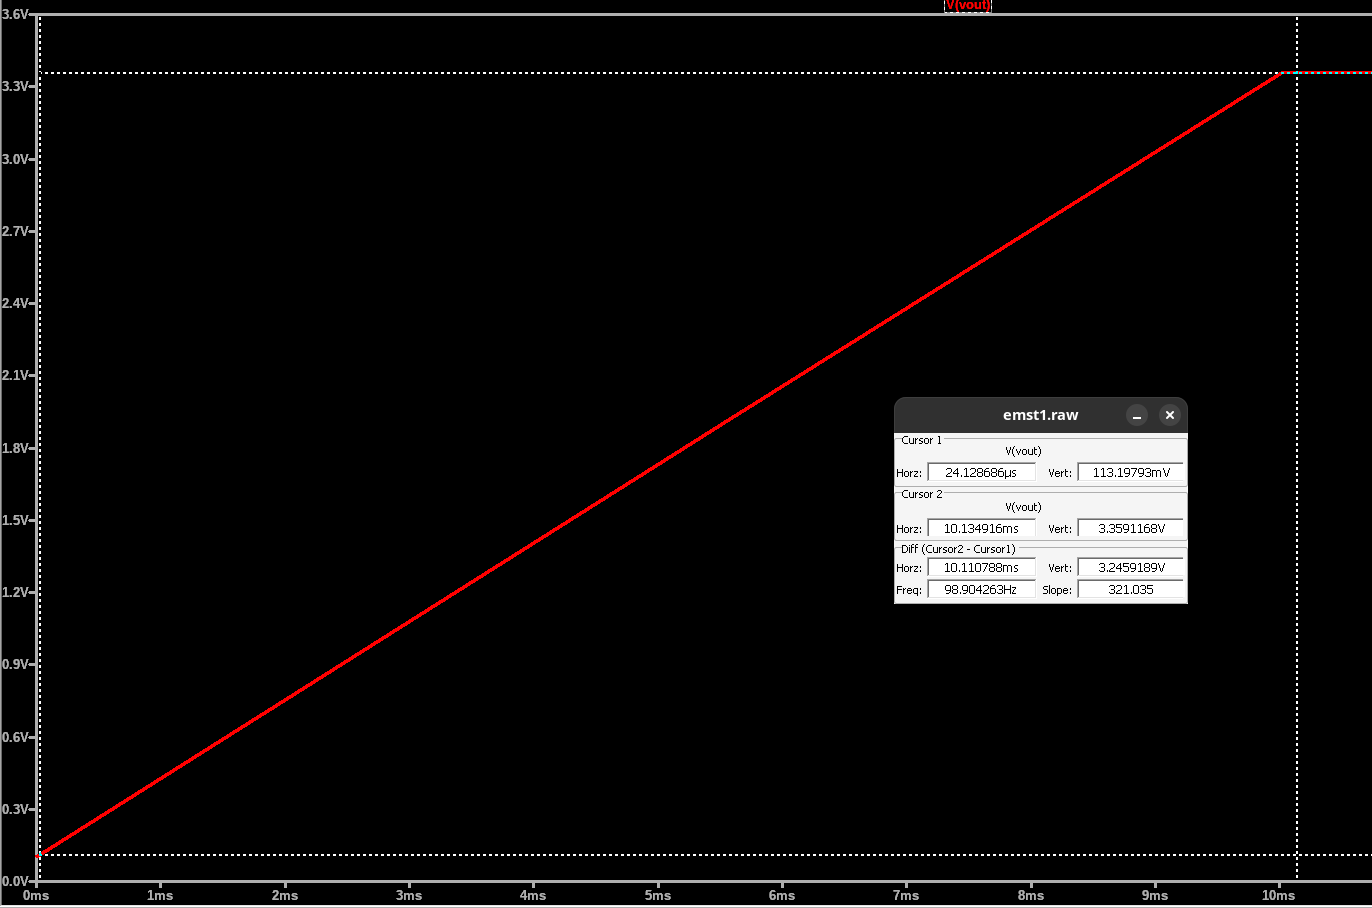 V(vout)
3.6V
3.3V
3.0V
2.7V
2.4V
2.1V
1.8V
1.5V
1.2V
0.9V
0.6V
0.3V
0.0V
0ms 1ms 2ms 3ms 4ms 5ms 6ms 7ms 8ms 9ms 10ms
emst1.raw
Cursor 1
V(vout)
Horz: 24.128686µs Vert: 113.19793mV
Cursor 2
V(vout)
Horz: 10.134916ms Vert: 3.3591168V
Diff (Cursor2 - Cursor1)
Horz: 10.110788ms Vert: 3.2459189V
Freq: 98.904263Hz Slope: 321.035